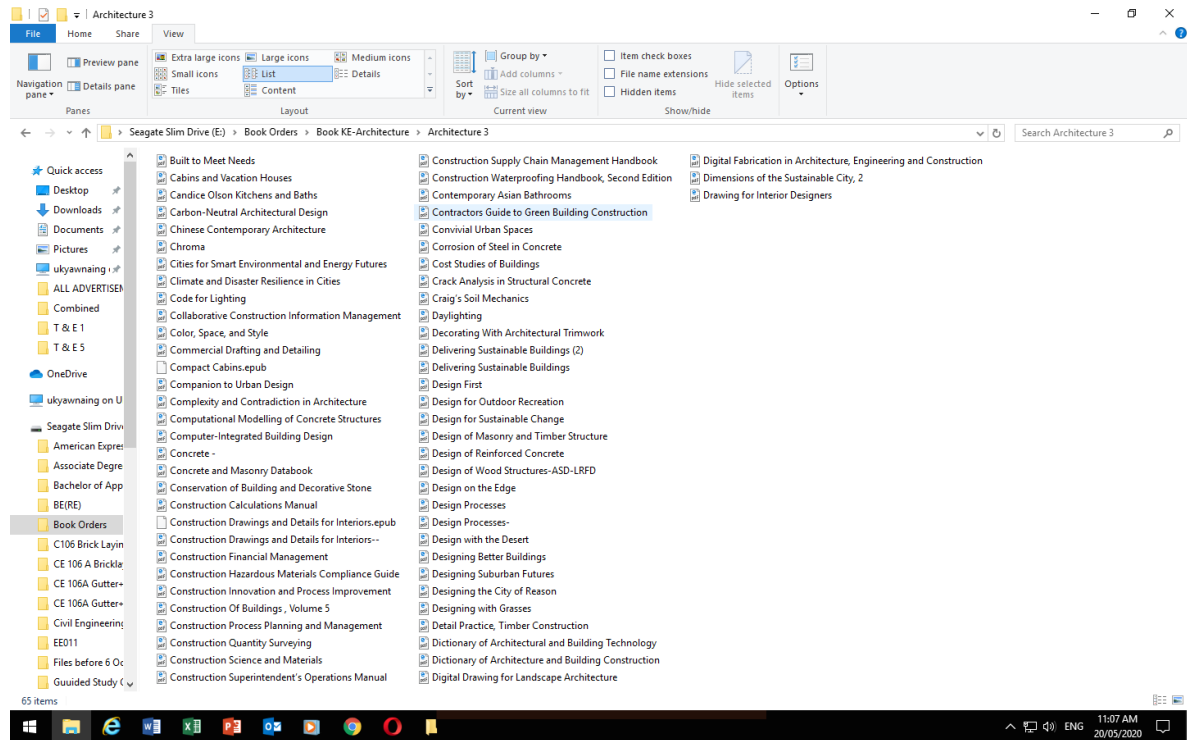 Architecture 3
File Home Share View
Navigation pane
Preview pane
Details pane
Panes
Extra large icons Large icons Medium icons
Small icons List Details
Tiles Content
Layout
Sort by
Group by
Add columns
Size all columns to fit
Current view
Item check boxes
File name extensions
Hidden items
Hide selected items
Show/hide
Options
Seagate Slim Drive (E:) > Book Orders > Book KE-Architecture > Architecture 3
Search Architecture 3
Quick access
Desktop
Downloads
Documents
Pictures
ukyawnaing
ALL ADVERTISEM
Combined
T & E 1
T & E 5
OneDrive
ukyawnaing on U
Seagate Slim Driv
American Expres
Associate Degre
Bachelor of App
BE(RE)
Book Orders
C106 Brick Layin
CE 106 A Brickla
CE 106A Gutter+
CE 106A Gutter+
Civil Engineering
EE011
Files before 6 Oc
Guuided Study
Built to Meet Needs
Cabins and Vacation Houses
Candice Olson Kitchens and Baths
Carbon-Neutral Architectural Design
Chinese Contemporary Architecture
Chroma
Cities for Smart Environmental and Energy Futures
Climate and Disaster Resilience in Cities
Code for Lighting
Collaborative Construction Information Management
Color, Space, and Style
Commercial Drafting and Detailing
Compact Cabins.epub
Companion to Urban Design
Complexity and Contradiction in Architecture
Computational Modelling of Concrete Structures
Computer-Integrated Building Design
Concrete -
Concrete and Masonry Databook
Conservation of Building and Decorative Stone
Construction Calculations Manual
Construction Drawings and Details for Interiors.epub
Construction Drawings and Details for Interiors--
Construction Financial Management
Construction Hazardous Materials Compliance Guide
Construction Innovation and Process Improvement
Construction Of Buildings , Volume 5
Construction Process Planning and Management
Construction Quantity Surveying
Construction Science and Materials
Construction Superintendent's Operations Manual
Construction Supply Chain Management Handbook
Construction Waterproofing Handbook, Second Edition
Contemporary Asian Bathrooms
Contractors Guide to Green Building Construction
Convivial Urban Spaces
Corrosion of Steel in Concrete
Cost Studies of Buildings
Crack Analysis in Structural Concrete
Craig's Soil Mechanics
Daylighting
Decorating With Architectural Trimwork
Delivering Sustainable Buildings (2)
Delivering Sustainable Buildings
Design First
Design for Outdoor Recreation
Design for Sustainable Change
Design of Masonry and Timber Structure
Design of Reinforced Concrete
Design of Wood Structures-ASD-LRFD
Design on the Edge
Design Processes
Design Processes-
Design with the Desert
Designing Better Buildings
Designing Suburban Futures
Designing the City of Reason
Designing with Grasses
Detail Practice, Timber Construction
Dictionary of Architectural and Building Technology
Dictionary of Architecture and Building Construction
Digital Drawing for Landscape Architecture
Digital Fabrication in Architecture, Engineering and Construction
Dimensions of the Sustainable City, 2
Drawing for Interior Designers
65 items
ENG
11:07 AM
20/05/2020